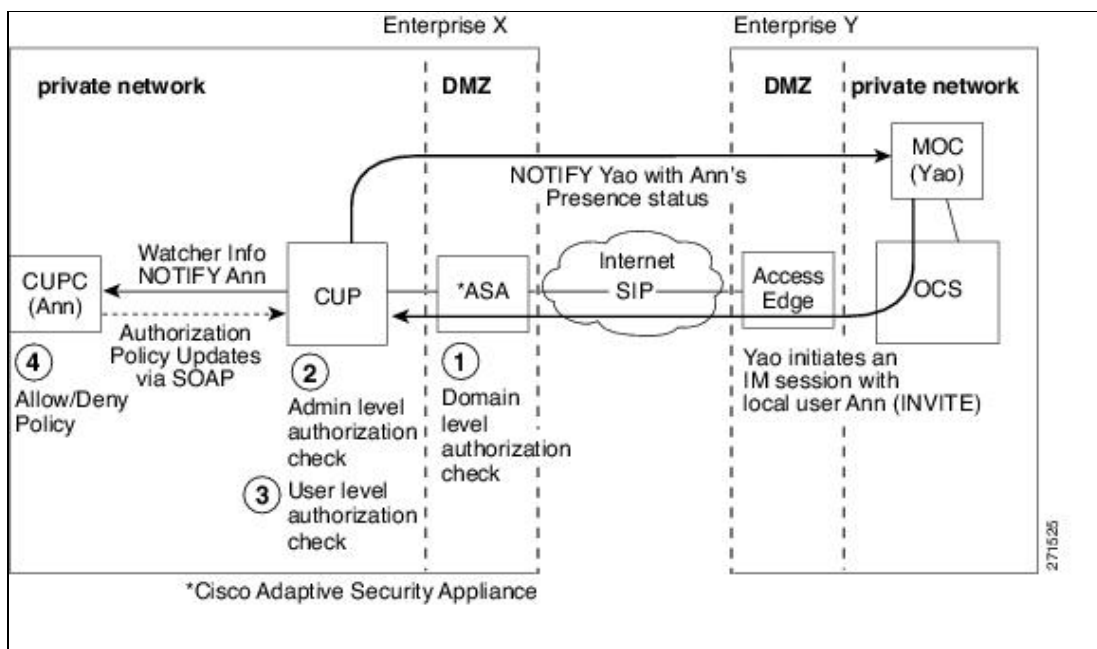 Enterprise X
Enterprise Y
private network
DMZ
DMZ
private network
MOC
(Yao)
NOTIFY Yao with Ann's
Presence status
Watcher Info
NOTIFY Ann
CUPC
(Ann)
CUP
*ASA
Internet
SIP
Access
Edge
OCS
Authorization
Policy Updates
via SOAP
4
Allow/Deny
Policy
2
Admin level
authorization
check
3
User level
authorization
check
1
Domain
level
authorization
check
Yao initiates an
IM session with
local user Ann (INVITE)
271525
*Cisco Adaptive Security Appliance